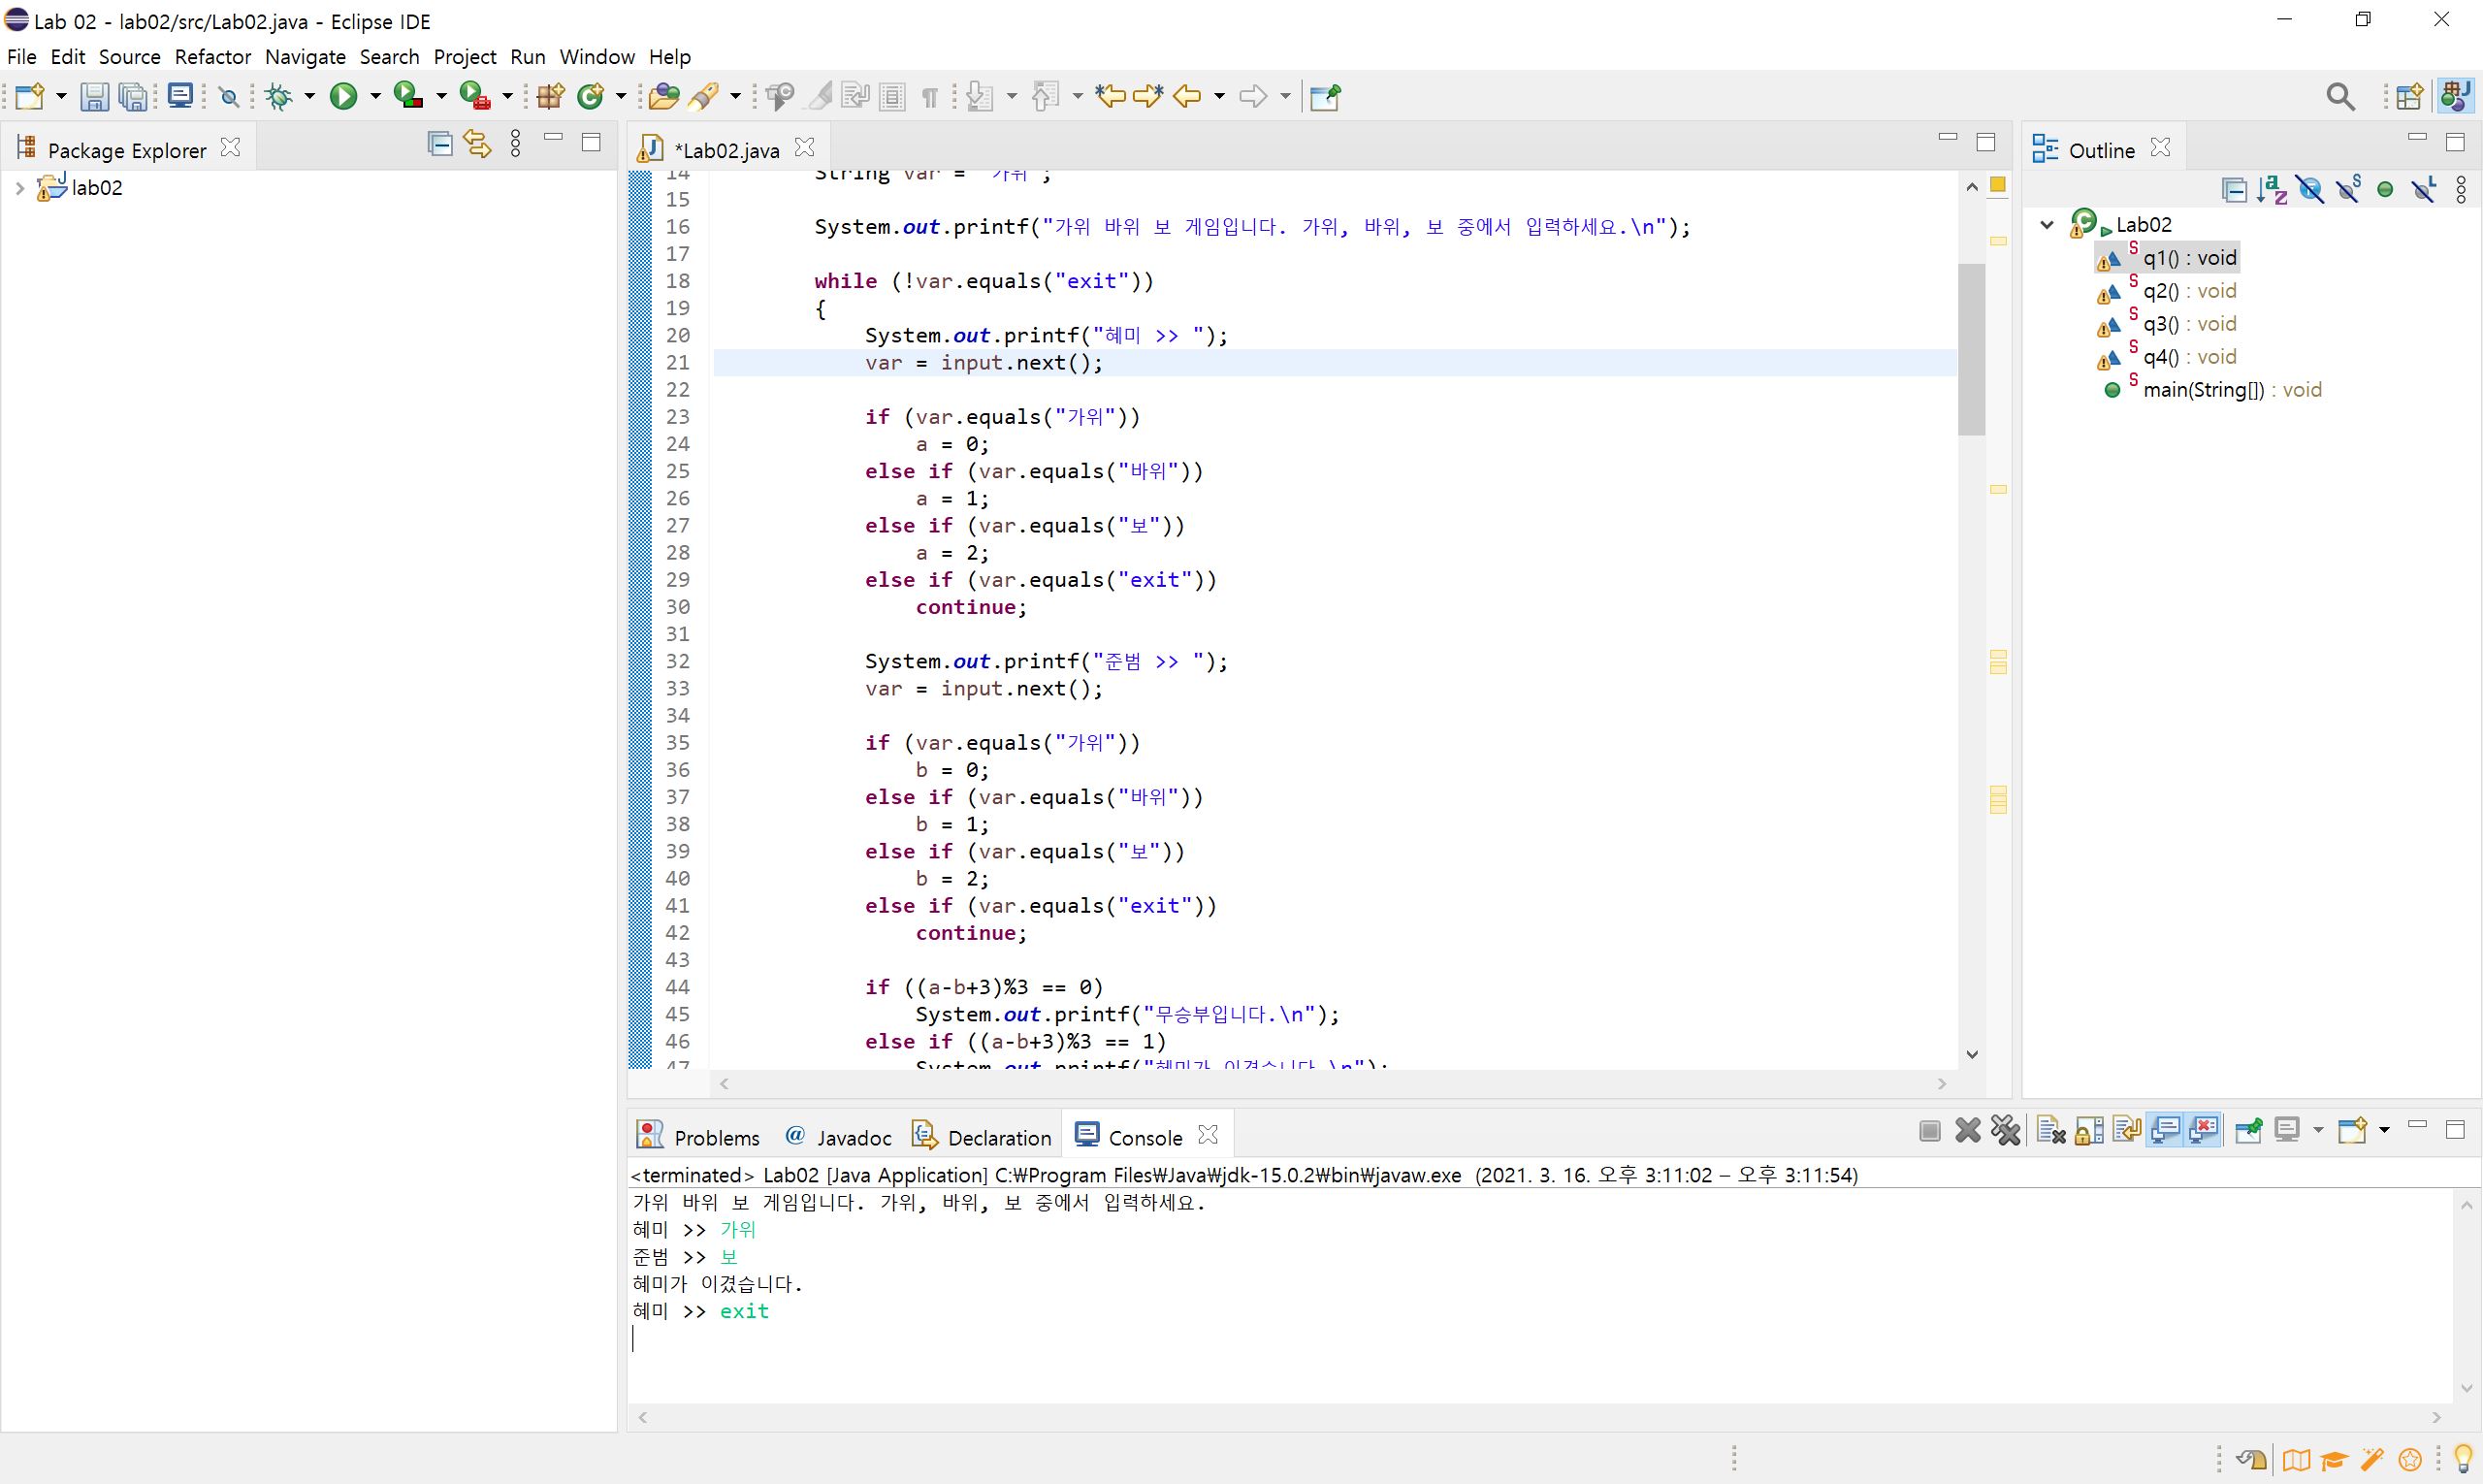 Lab 02 - lab02/src/Lab02.java - Eclipse IDE
File Edit Source Refactor Navigate Search Project Run Window Help
Package Explorer
lab02
*Lab02.java
14 String var = "가위";
15
16 System.out.printf("가위 바위 보 게임입니다. 가위, 바위, 보 중에서 입력하세요.\n");
17
18 while (!var.equals("exit"))
19 {
20 System.out.printf("혜미 >> ");
21 var = input.next();
22
23 if (var.equals("가위"))
24 a = 0;
25 else if (var.equals("바위"))
26 a = 1;
27 else if (var.equals("보"))
28 a = 2;
29 else if (var.equals("exit"))
30 continue;
31
32 System.out.printf("준범 >> ");
33 var = input.next();
34
35 if (var.equals("가위"))
36 b = 0;
37 else if (var.equals("바위"))
38 b = 1;
39 else if (var.equals("보"))
40 b = 2;
41 else if (var.equals("exit"))
42 continue;
43
44 if ((a-b+3)%3 == 0)
45 System.out.printf("무승부입니다.\n");
46 else if ((a-b+3)%3 == 1)
47 System.out.printf("혜미가 이겼습니다.\n");
Outline
Lab02
q1() : void
q2() : void
q3() : void
q4() : void
main(String[]) : void
Problems @ Javadoc Declaration Console
<terminated> Lab02 [Java Application] C:₩Program Files₩Java₩jdk-15.0.2₩bin₩javaw.exe (2021. 3. 16. 오후 3:11:02 – 오후 3:11:54)
가위 바위 보 게임입니다. 가위, 바위, 보 중에서 입력하세요.
혜미 >> 가위
준범 >> 보
혜미가 이겼습니다.
혜미 >> exit